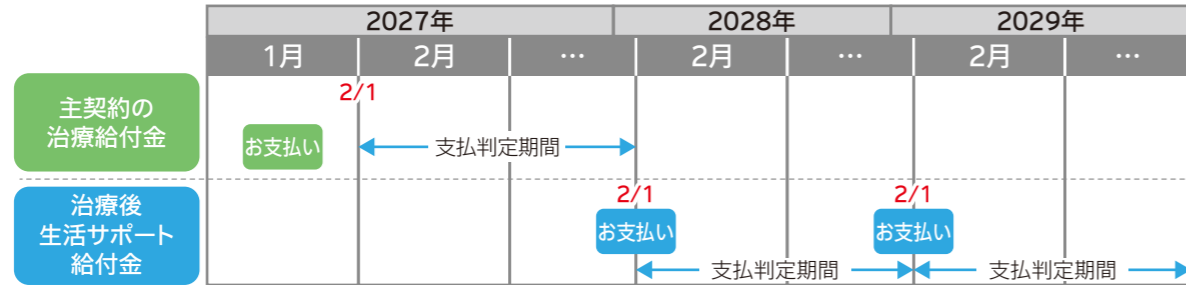 2027年 2028年 2029年
1月 2月 … 2月 … 2月 …
主契約の
治療給付金
2/1
お支払い
支払判定期間
治療後
生活サポート
給付金
2/1 2/1
お支払い お支払い
支払判定期間 支払判定期間